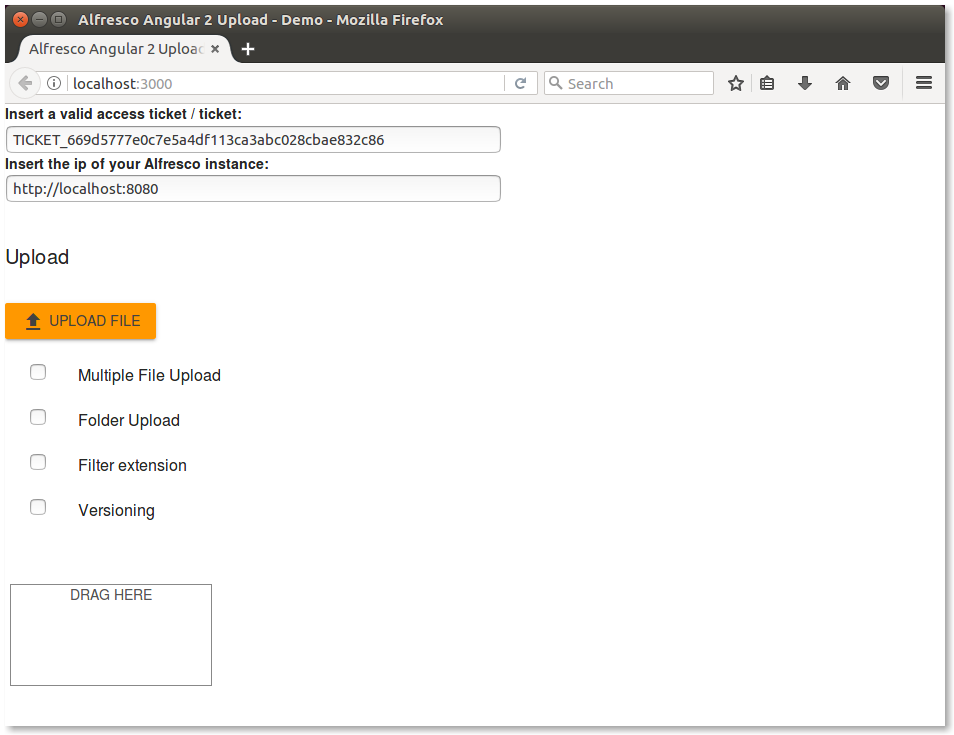 Alfresco Angular 2 Upload - Demo - Mozilla Firefox
Alfresco Angular 2 Uploa
localhost:3000
Search
Insert a valid access ticket / ticket:
TICKET_669d5777e0c7e5a4df113ca3abc028cbae832c86
Insert the ip of your Alfresco instance:
http://localhost:8080
Upload
UPLOAD FILE
Multiple File Upload
Folder Upload
Filter extension
Versioning
DRAG HERE